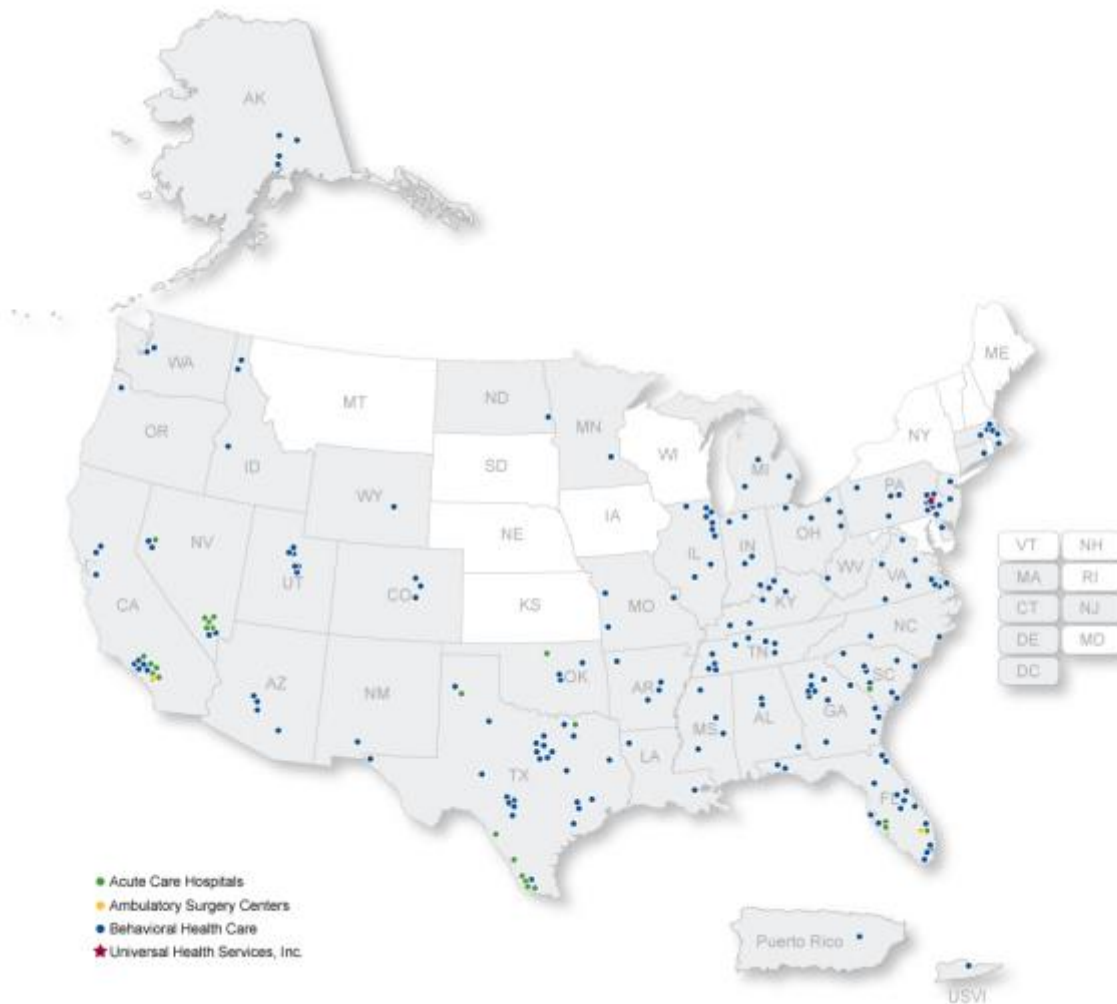 AK
WA
ME
MT
ND
OR
MN
NY
ID
SD
WI
MI
WY
PA
IA
NE
OH
NV
IL
IN
UT
WV
VT
NH
CO
VA
MA
RI
CA
KS
MO
KY
CT
NJ
NC
DE
MO
TN
OK
DC
AZ
NM
AR
SC
GA
AL
MS
LA
TX
FL
Acute Care Hospitals
Ambulatory Surgery Centers
Behavioral Health Care
Universal Health Services, Inc.
Puerto Rico
USVI